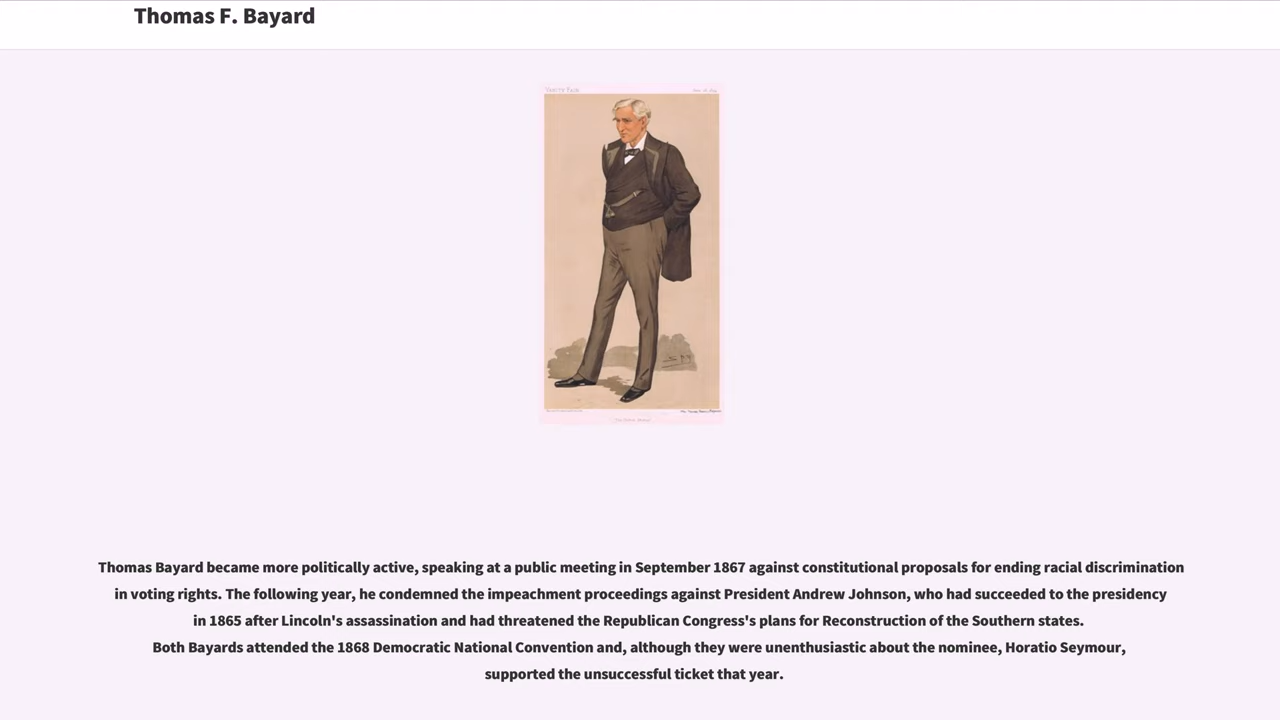 Thomas F. Bayard
VANITY FAIR
Thomas Bayard became more politically active, speaking at a public meeting in September 1867 against constitutional proposals for ending racial discrimination
in voting rights. The following year, he condemned the impeachment proceedings against President Andrew Johnson, who had succeeded to the presidency
in 1865 after Lincoln's assassination and had threatened the Republican Congress's plans for Reconstruction of the Southern states.
Both Bayards attended the 1868 Democratic National Convention and, although they were unenthusiastic about the nominee, Horatio Seymour,
supported the unsuccessful ticket that year.